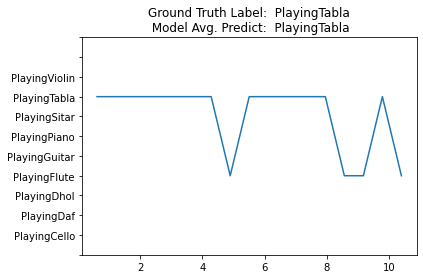 Ground Truth Label:  PlayingTabla
Model Avg. Predict:  PlayingTabla
PlayingViolin
PlayingTabla
PlayingSitar
PlayingPiano
PlayingGuitar
PlayingFlute
PlayingDhol
PlayingDaf
PlayingCello
2 4 6 8 10